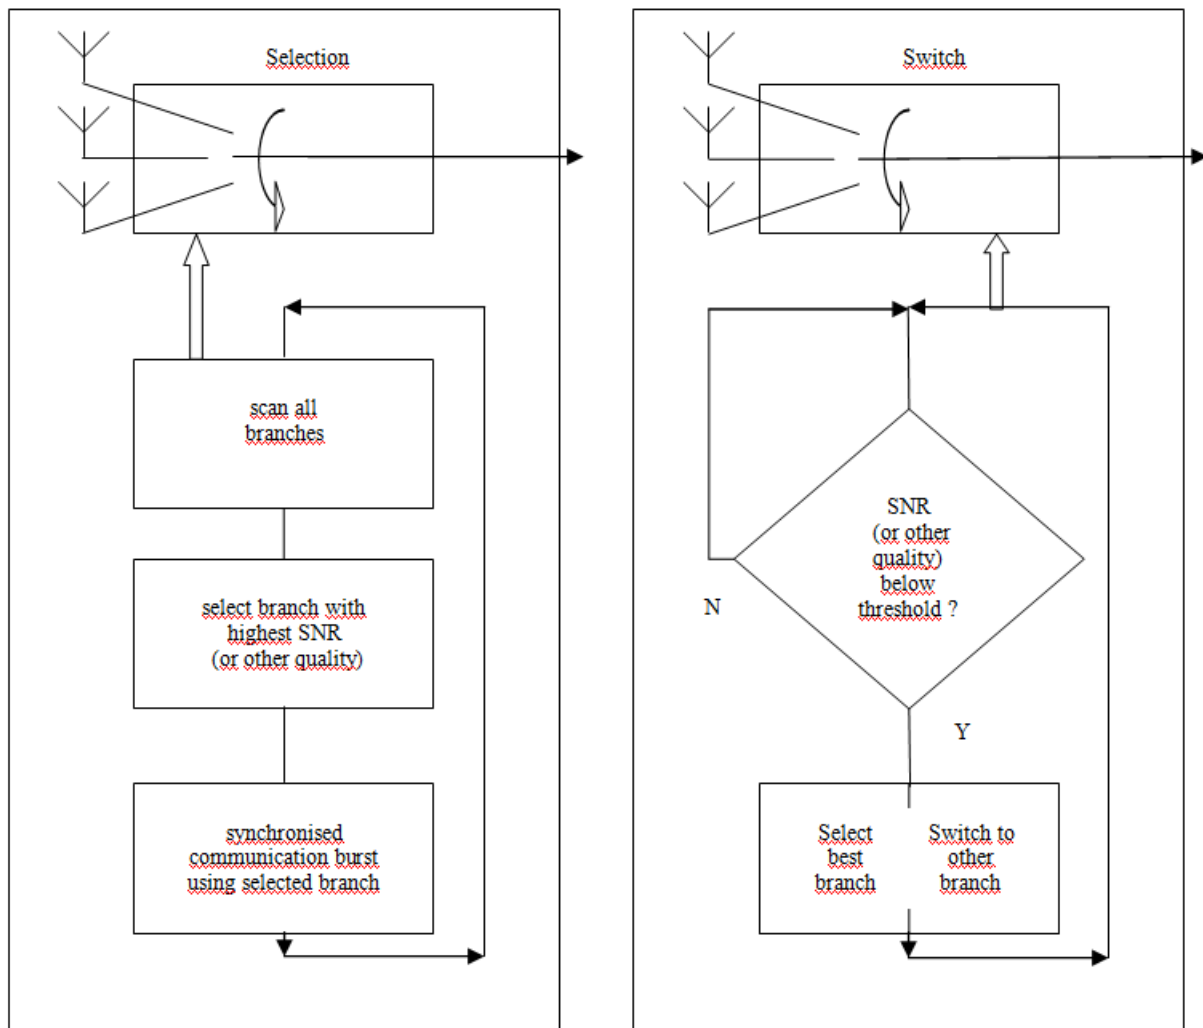 Selection
scan all
branches
select branch with
highest SNR
(or other quality)
synchronised
communication burst
using selected branch
Switch
SNR
(or other
quality)
below
threshold ?
N
Y
Select
best
branch
Switch to
other
branch